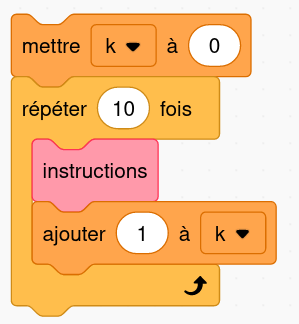 mettre k à 0
répéter 10 fois
instructions
ajouter 1 à k